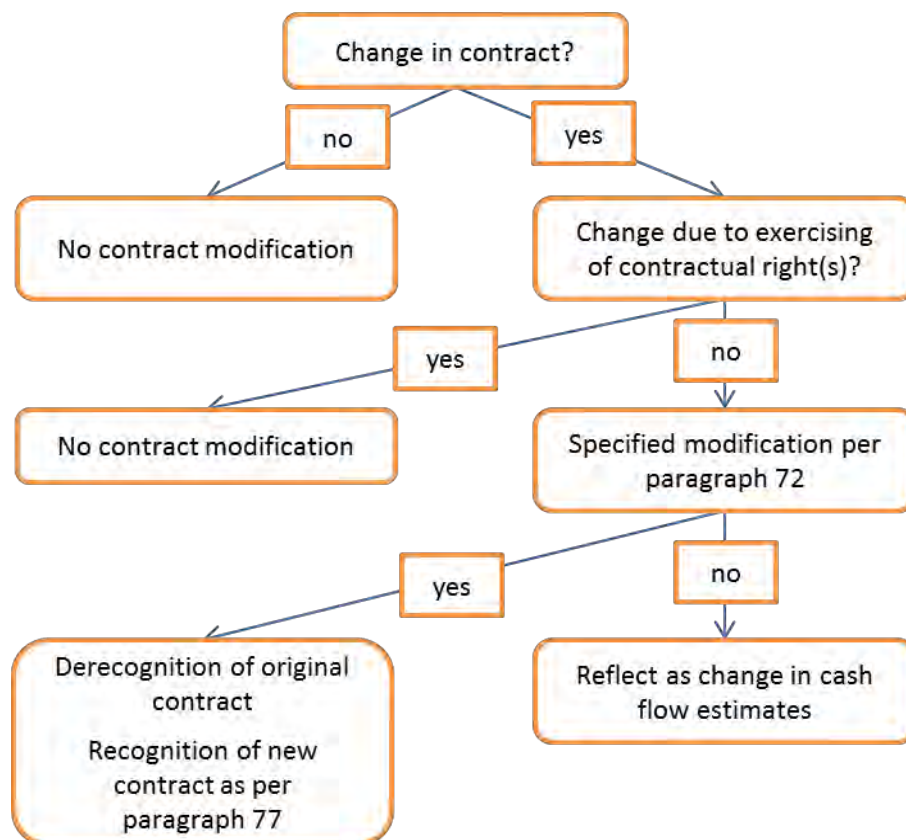 Change in contract?
no
yes
No contract modification
Change due to exercising
of contractual right(s)?
yes
no
No contract modification
Specified modification per
paragraph 72
yes
no
Derecognition of original
contract
Recognition of new
contract as per
paragraph 77
Reflect as change in cash
flow estimates